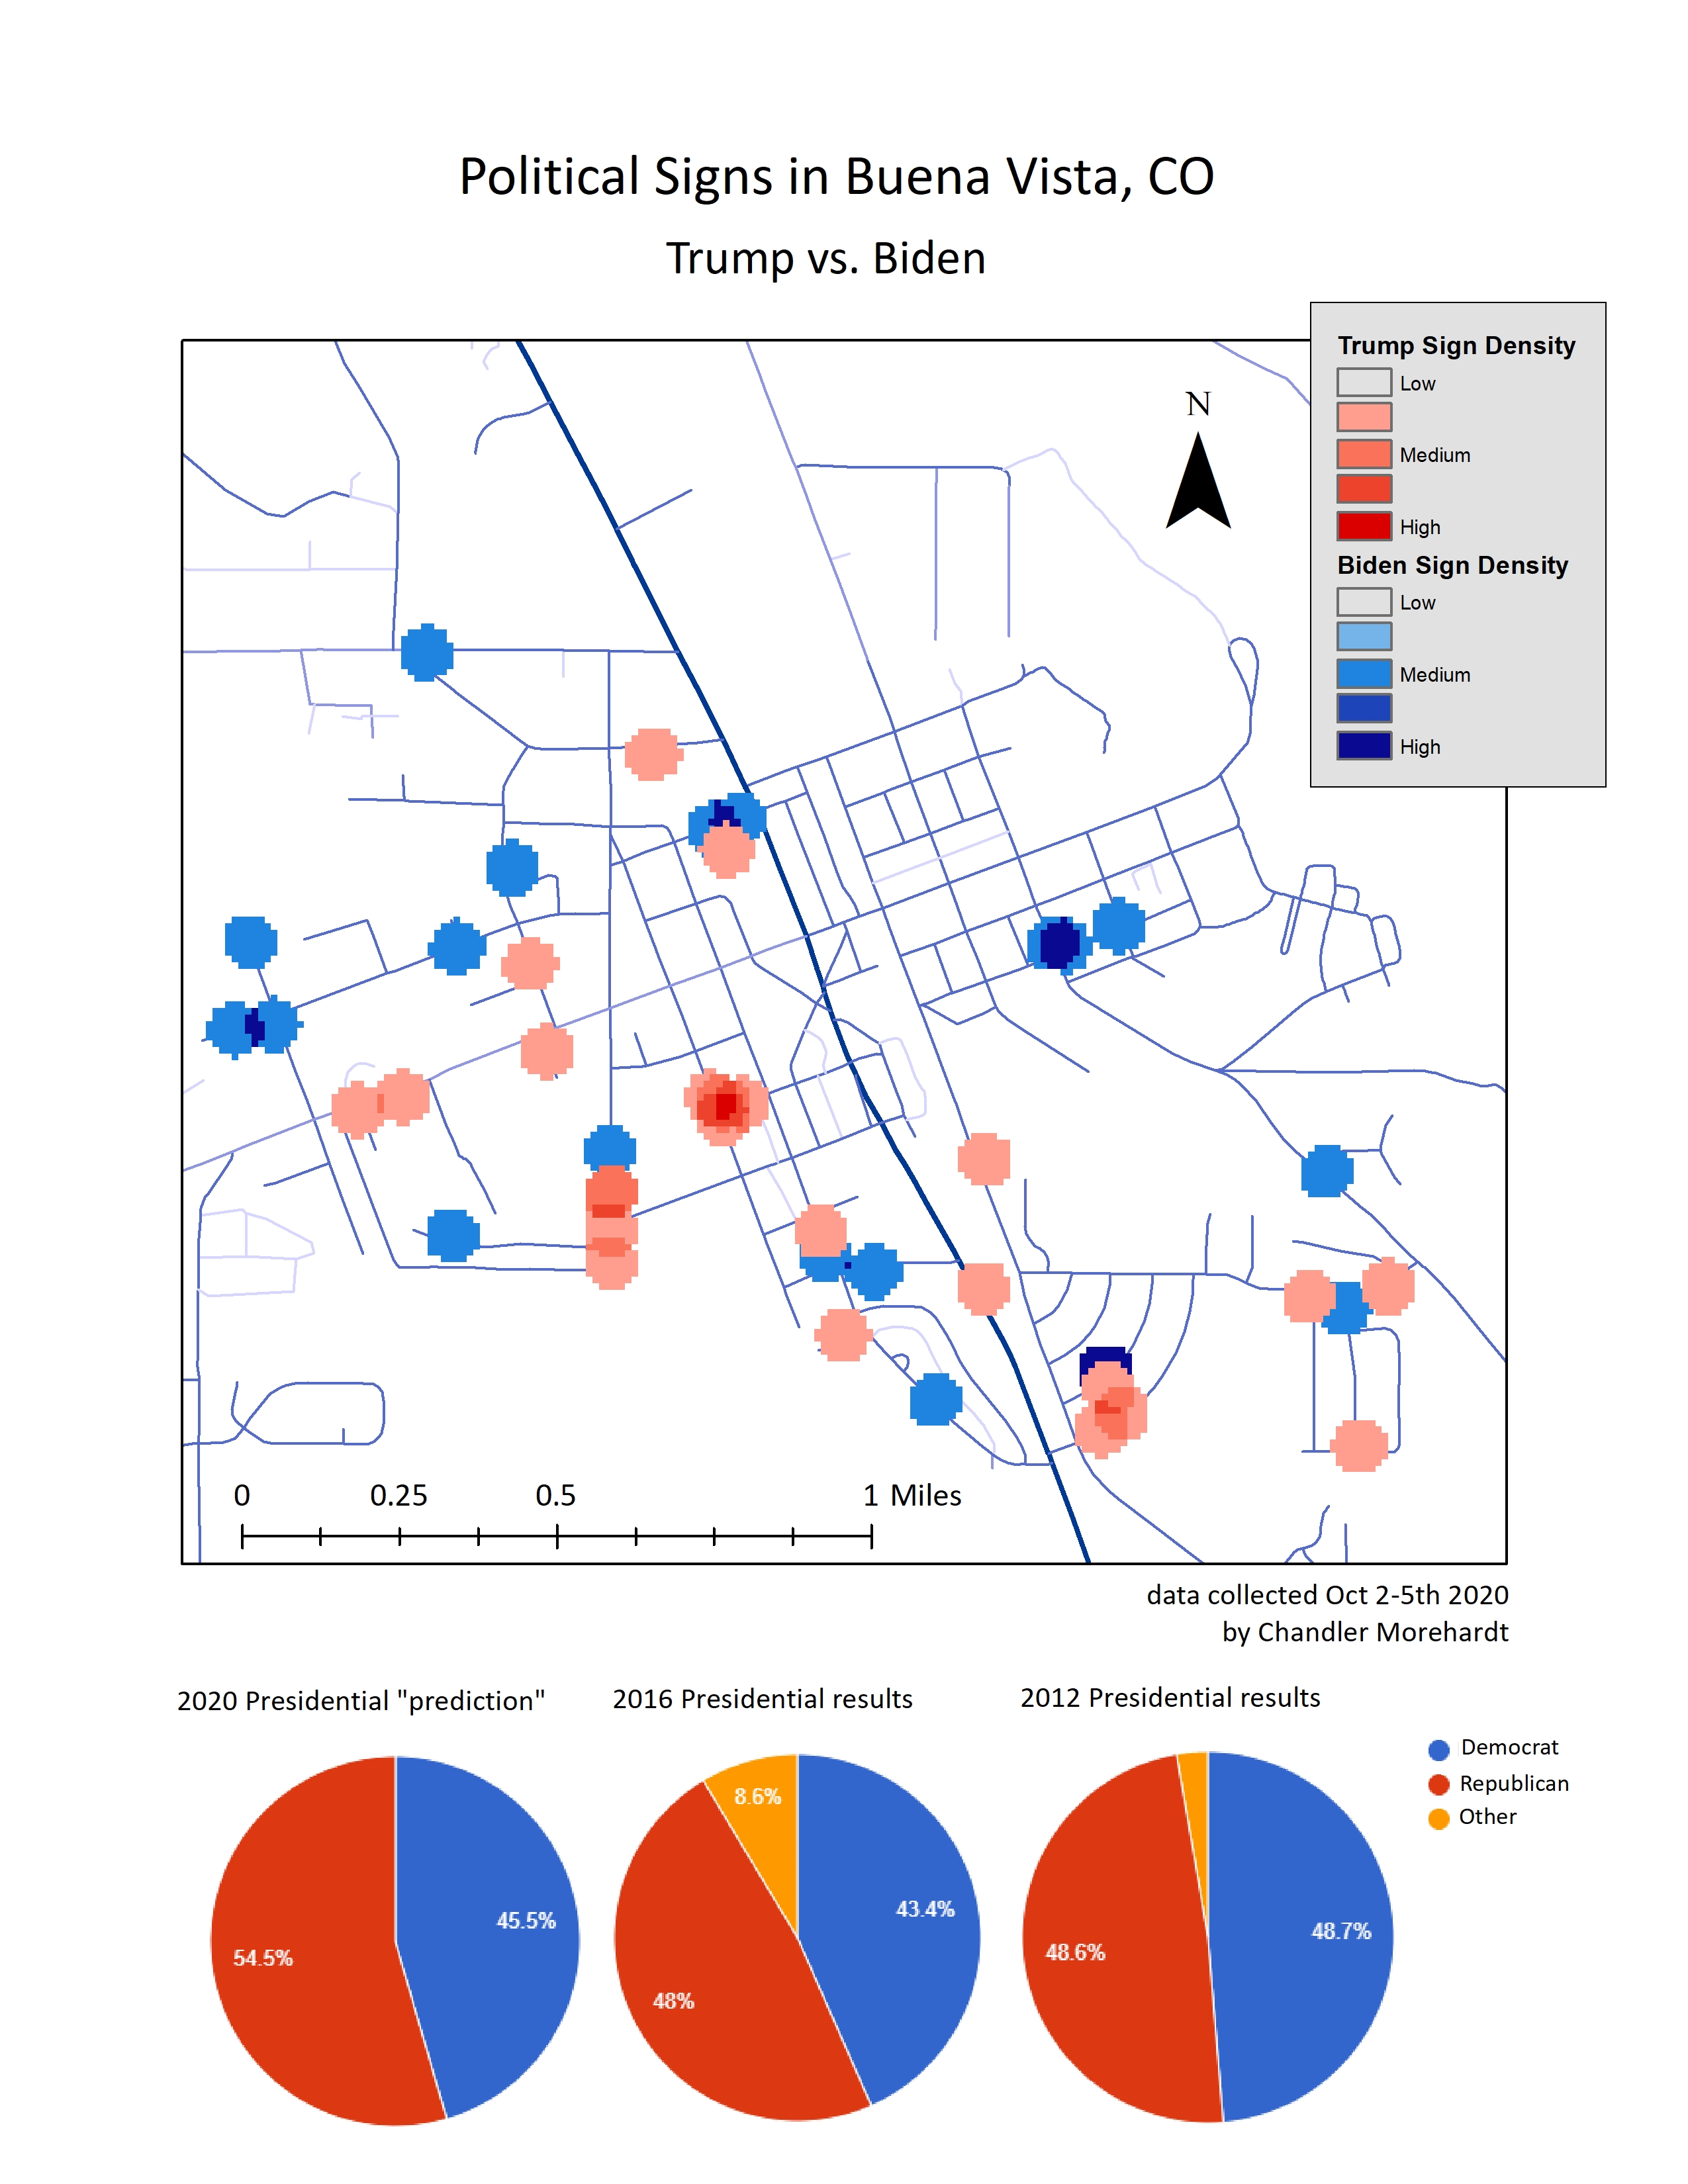 Political Signs in Buena Vista, CO
Trump vs. Biden
Trump Sign Density
Low
Medium
High
Biden Sign Density
Low
Medium
High
N
0 0.25 0.5 1 Miles
data collected Oct 2-5th 2020
by Chandler Morehardt
2020 Presidential "prediction"
45.5%
54.5%
2016 Presidential results
8.6%
43.4%
48%
2012 Presidential results
48.7%
48.6%
Democrat
Republican
Other